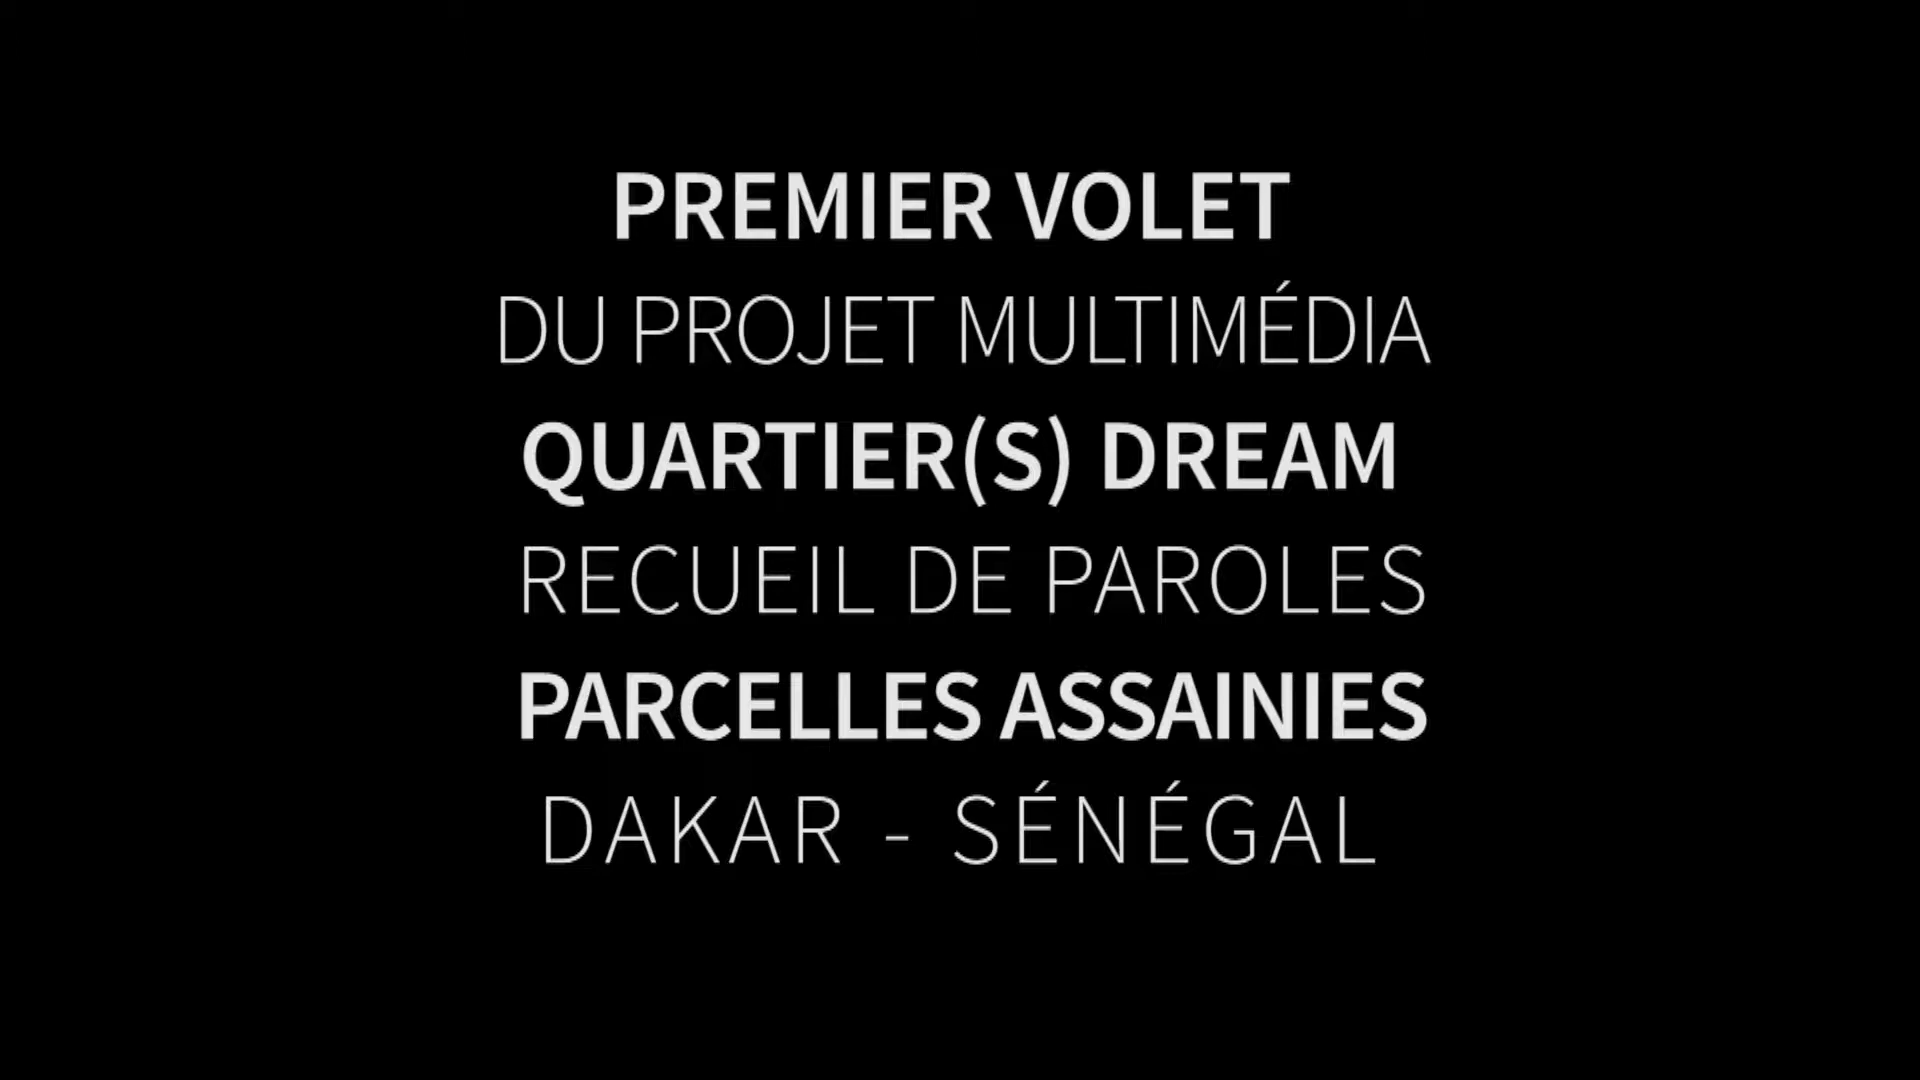 PREMIER VOLET
DU PROJET MULTIMÉDIA
QUARTIER(S) DREAM
RECUEIL DE PAROLES
PARCELLES ASSAINIES
DAKAR - SÉNÉGAL